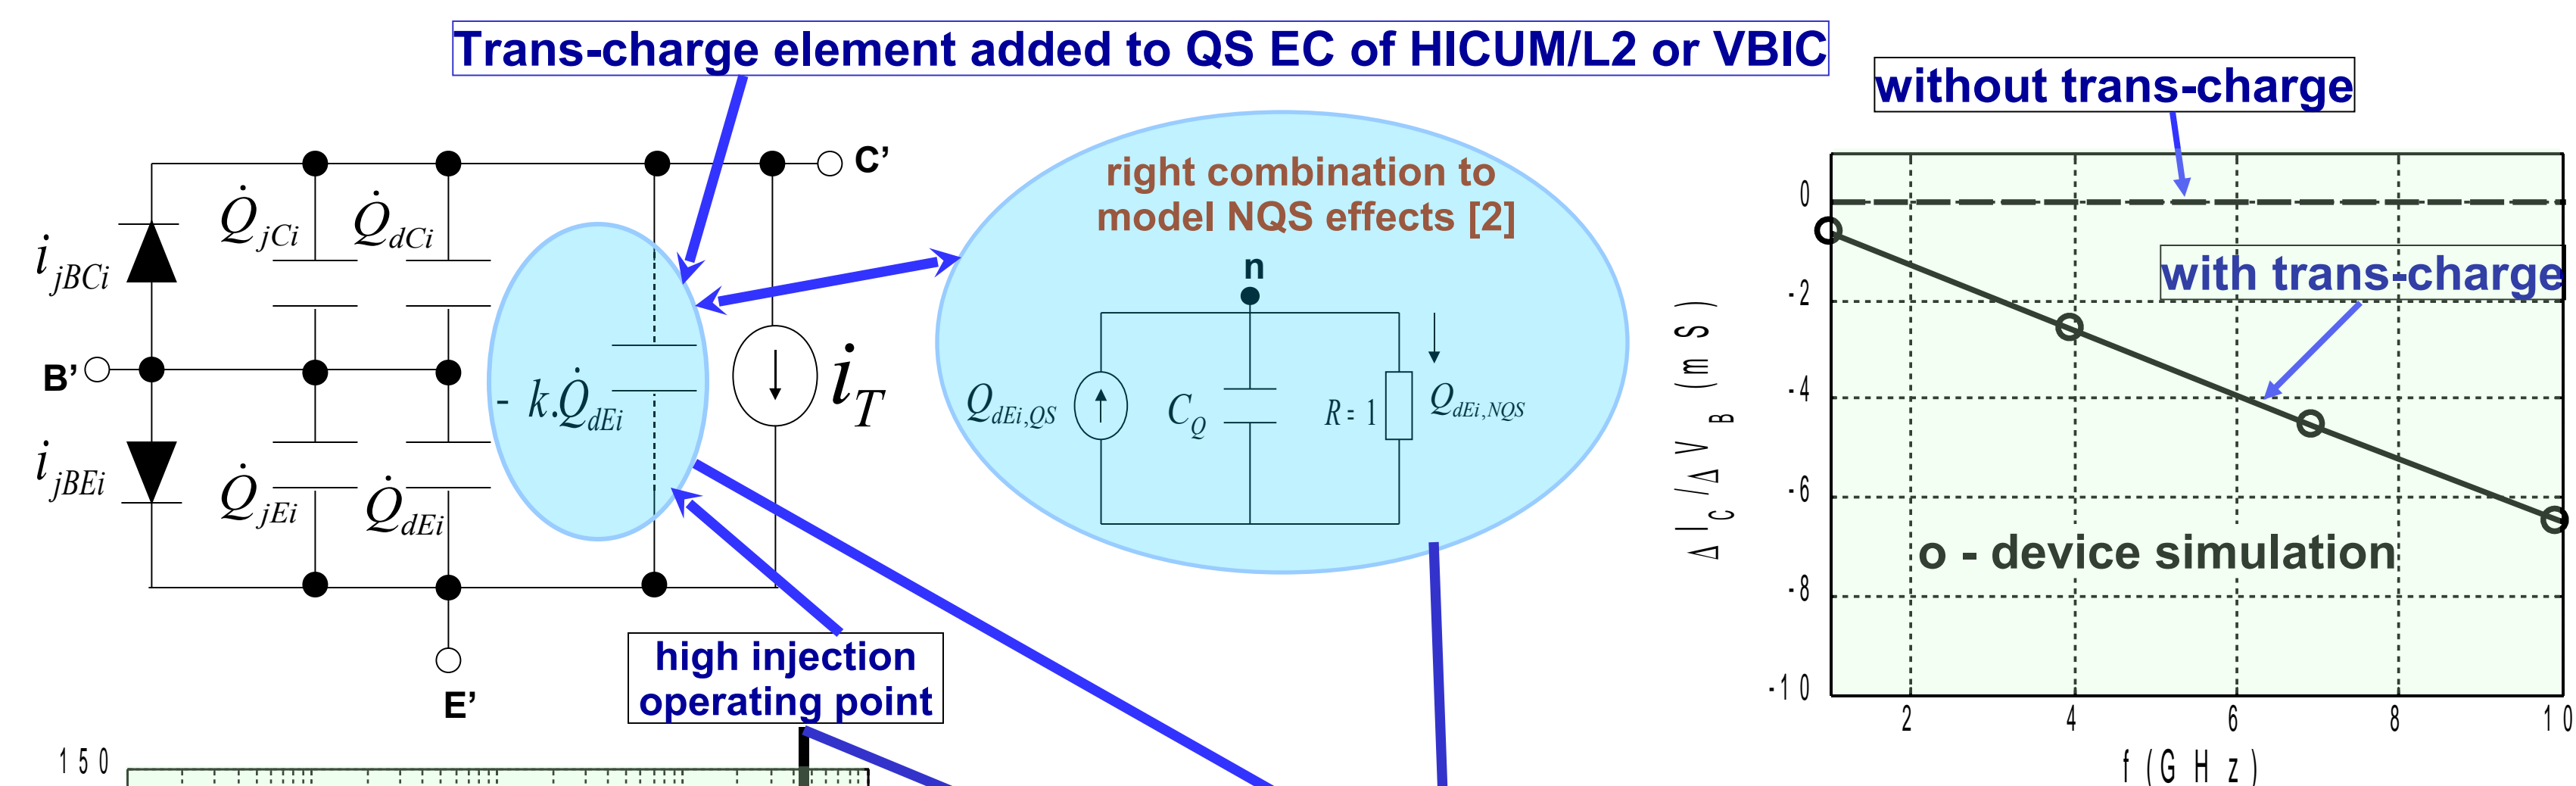 Trans-charge element added to QS EC of HICUM/L2 or VBIC
without trans-charge
C’
right combination to
model NQS effects [2]
n
Q̇jCi
Q̇dCi
ijBCi
B’
- k.Q̇dEi
iT
QdEi,QS
CQ
R = 1
QdEi,NQS
ijBEi
Q̇jEi
Q̇dEi
E’
high injection
operating point
150
0
-2
-4
-6
-8
-10
ΔIC/ΔVB (mS)
with trans-charge
o - device simulation
2 4 6 8 10
f (GHz)